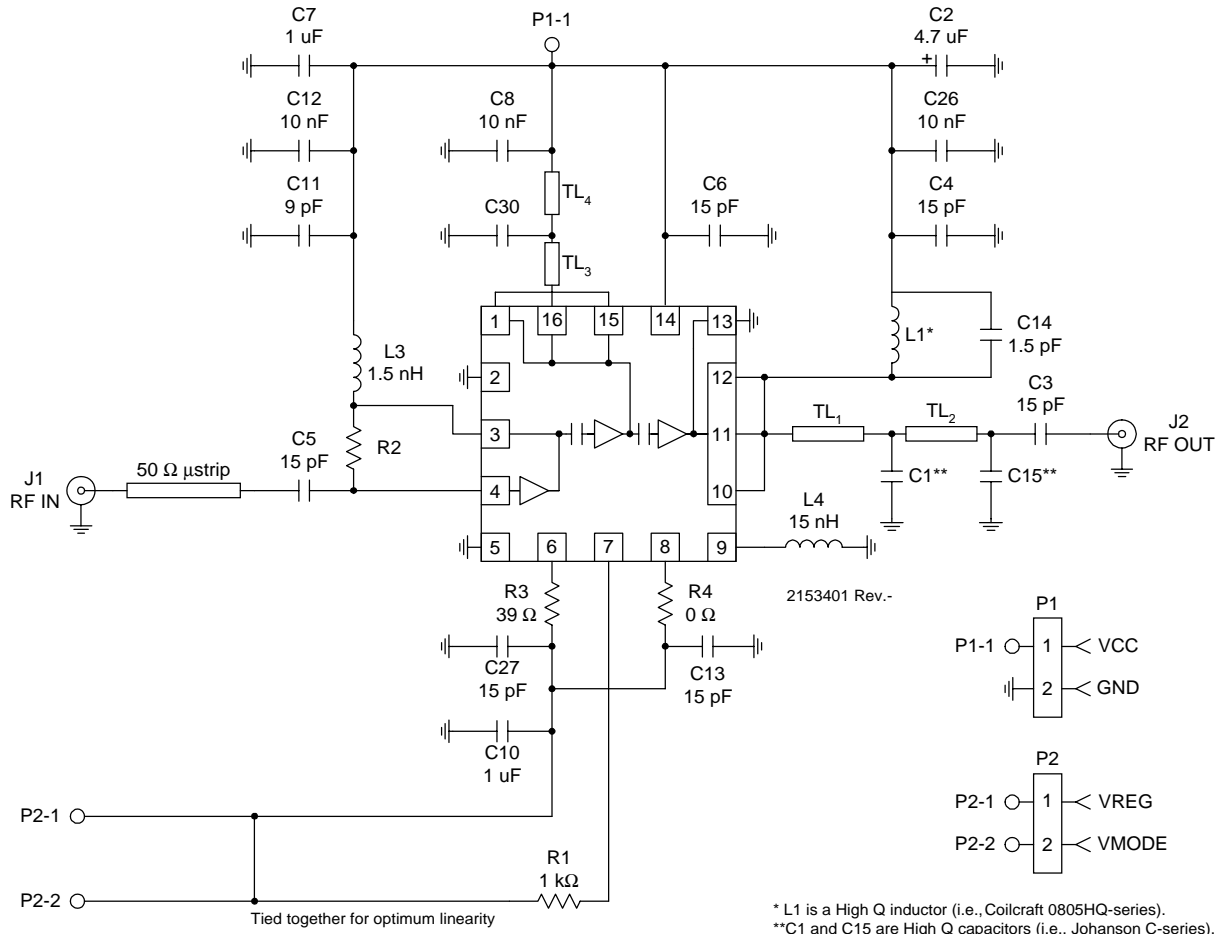 C7
1 uF
P1-1
C2
4.7 uF
+
C12
10 nF
C8
10 nF
C26
10 nF
C11
9 pF
TL4
C30
C6
15 pF
C4
15 pF
TL3
1
16
15
14
13
L1*
C14
1.5 pF
L3
1.5 nH
2
12
C3
15 pF
3
11
TL1
TL2
J2
RF OUT
R2
C5
15 pF
J1
RF IN
50 Ω µstrip
4
10
C1**
C15**
L4
15 nH
5
6
7
8
9
R3
39 Ω
R4
0 Ω
2153401 Rev.-
C27
15 pF
C13
15 pF
P1
P1-1
1
VCC
2
GND
C10
1 uF
P2
P2-1
1
VREG
P2-2
2
VMODE
P2-1
R1
1 kΩ
P2-2
Tied together for optimum linearity
* L1 is a High Q inductor (i.e., Coilcraft 0805HQ-series).
**C1 and C15 are High Q capacitors (i.e., Johanson C-series).